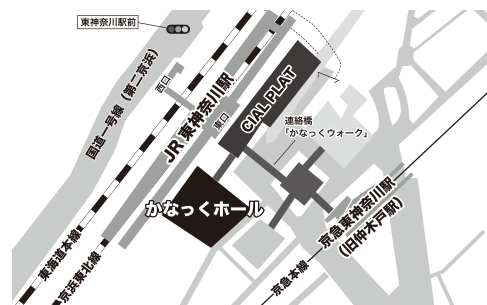 東神奈川駅前
国道一号線(第二京浜)
西口
JR 東神奈川駅
東口
CIAL PLAT
連絡橋
「かなっくウォーク」
かなっくホール
京急東神奈川駅
(旧仲木戸駅)
東海道本線
京浜東北線
京急本線